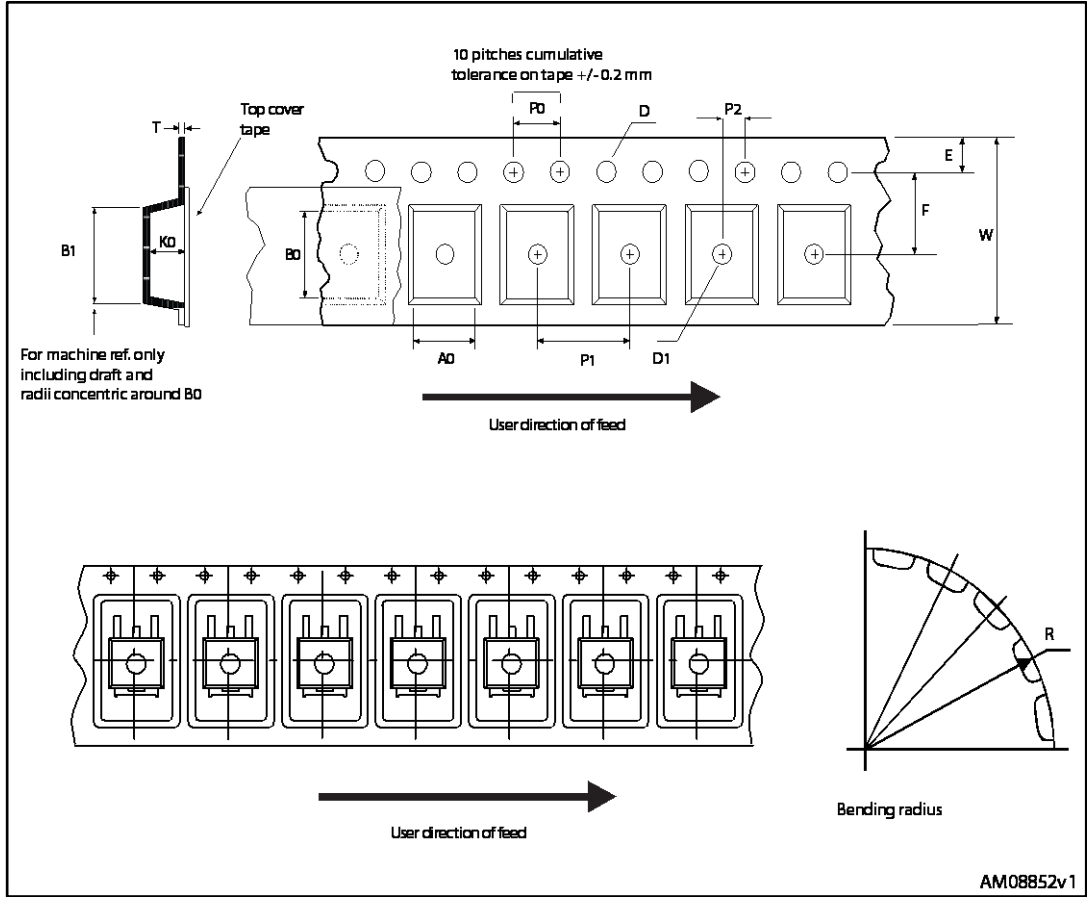 10 pitches cumulative
tolerance on tape +/- 0.2 mm
T
Top cover
tape
P0
D
P2
E
F
W
B1
K0
B0
For machine ref. only
including draft and
radii concentric around B0
A0
P1
D1
User direction of feed
R
Bending radius
User direction of feed
AM08852v1